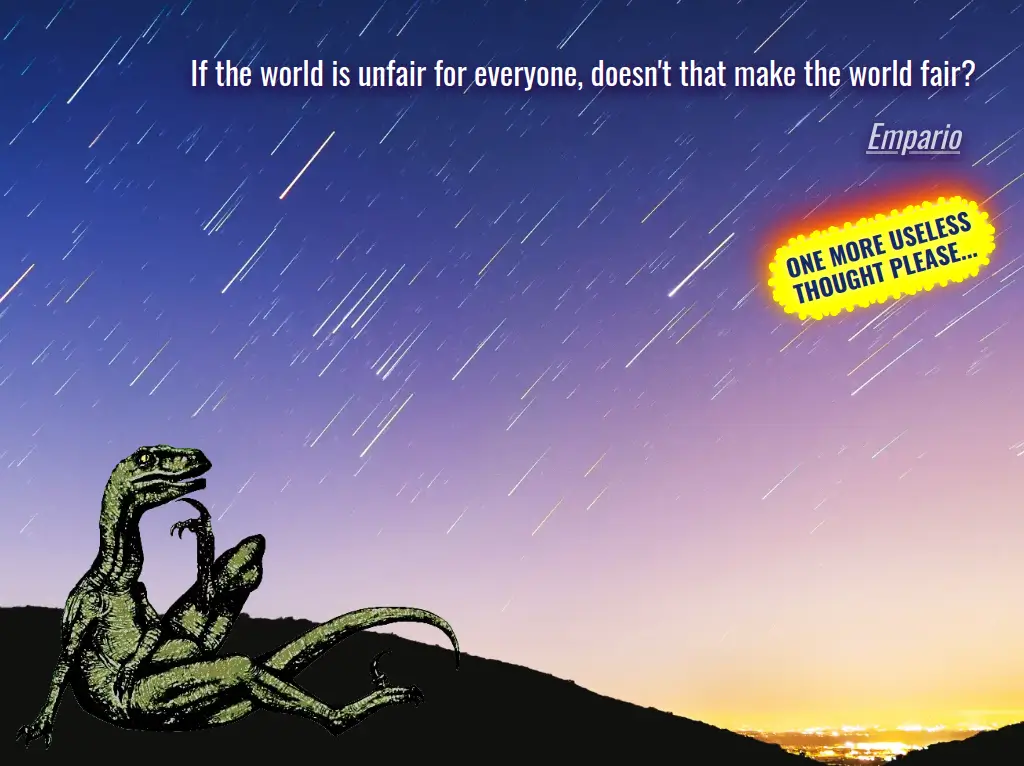 If the world is unfair for everyone, doesn't that make the world fair?
Empario
ONE MORE USELESS
THOUGHT PLEASE...